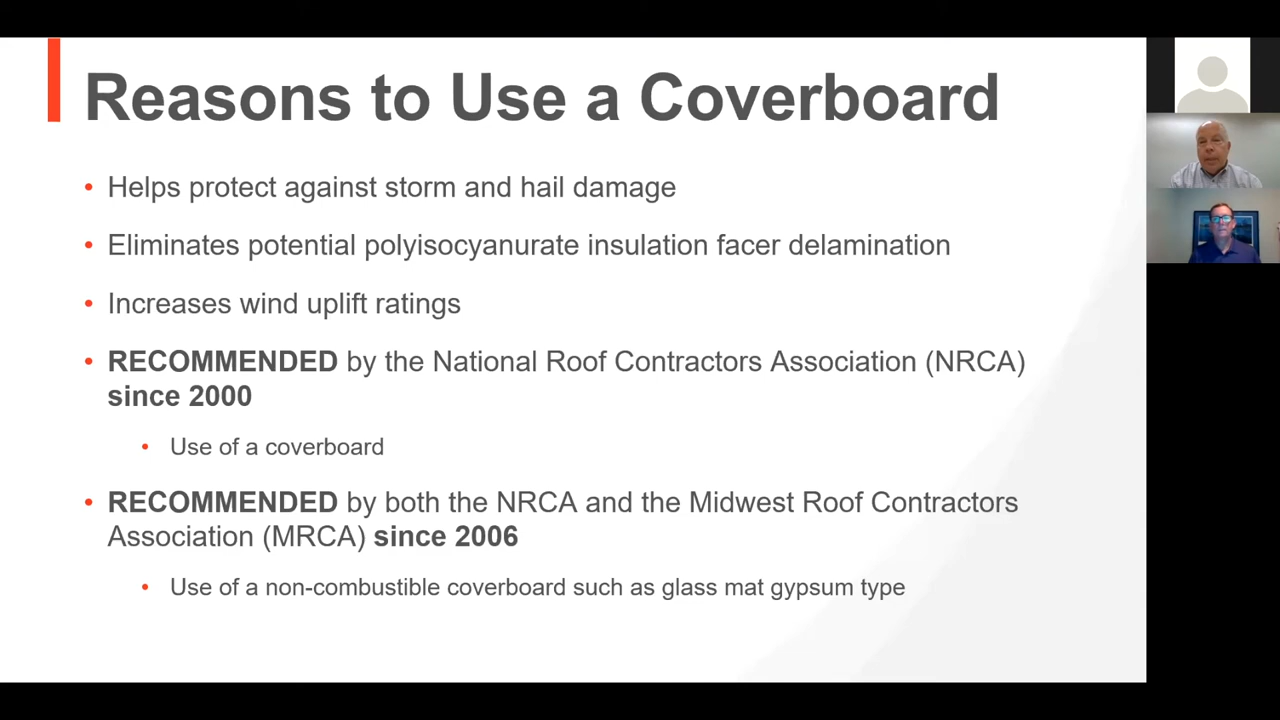 Reasons to Use a Coverboard
• Helps protect against storm and hail damage
• Eliminates potential polyisocyanurate insulation facer delamination
• Increases wind uplift ratings
• RECOMMENDED by the National Roof Contractors Association (NRCA)
since 2000
• Use of a coverboard
• RECOMMENDED by both the NRCA and the Midwest Roof Contractors
Association (MRCA) since 2006
• Use of a non-combustible coverboard such as glass mat gypsum type